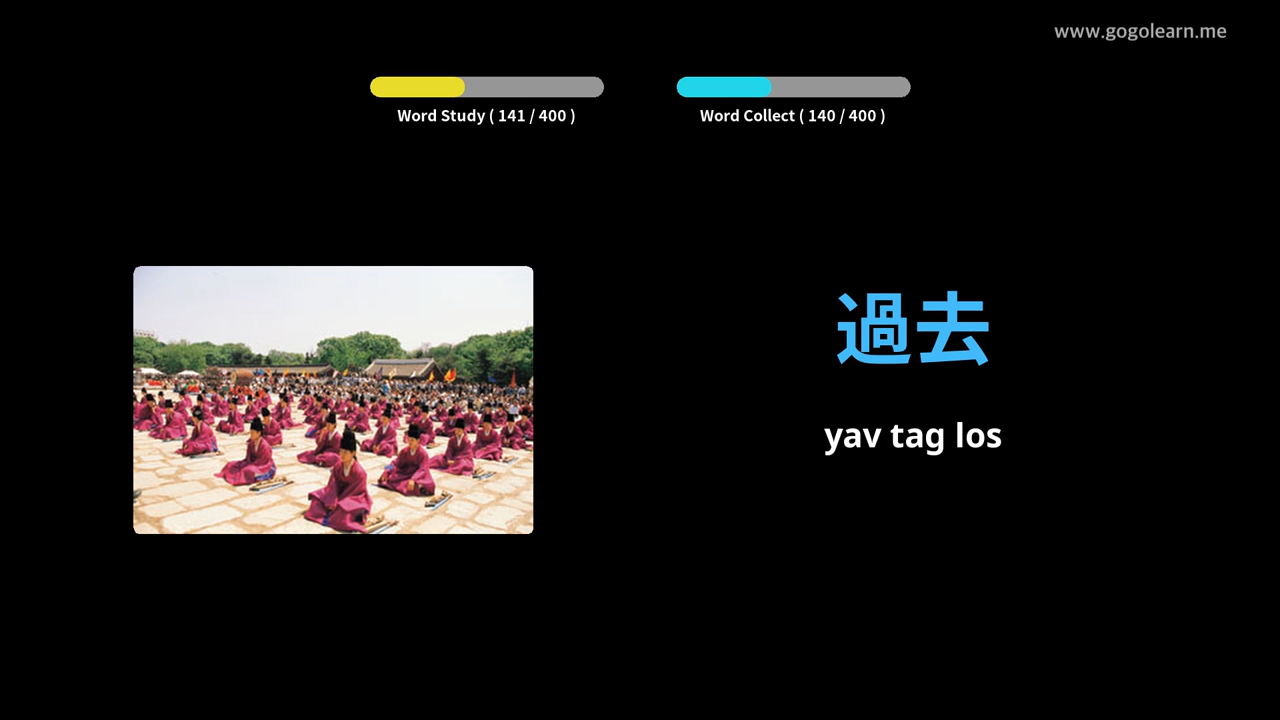 www.gogolearn.me
Word Study ( 141 / 400 )
Word Collect ( 140 / 400 )
過去
yav tag los